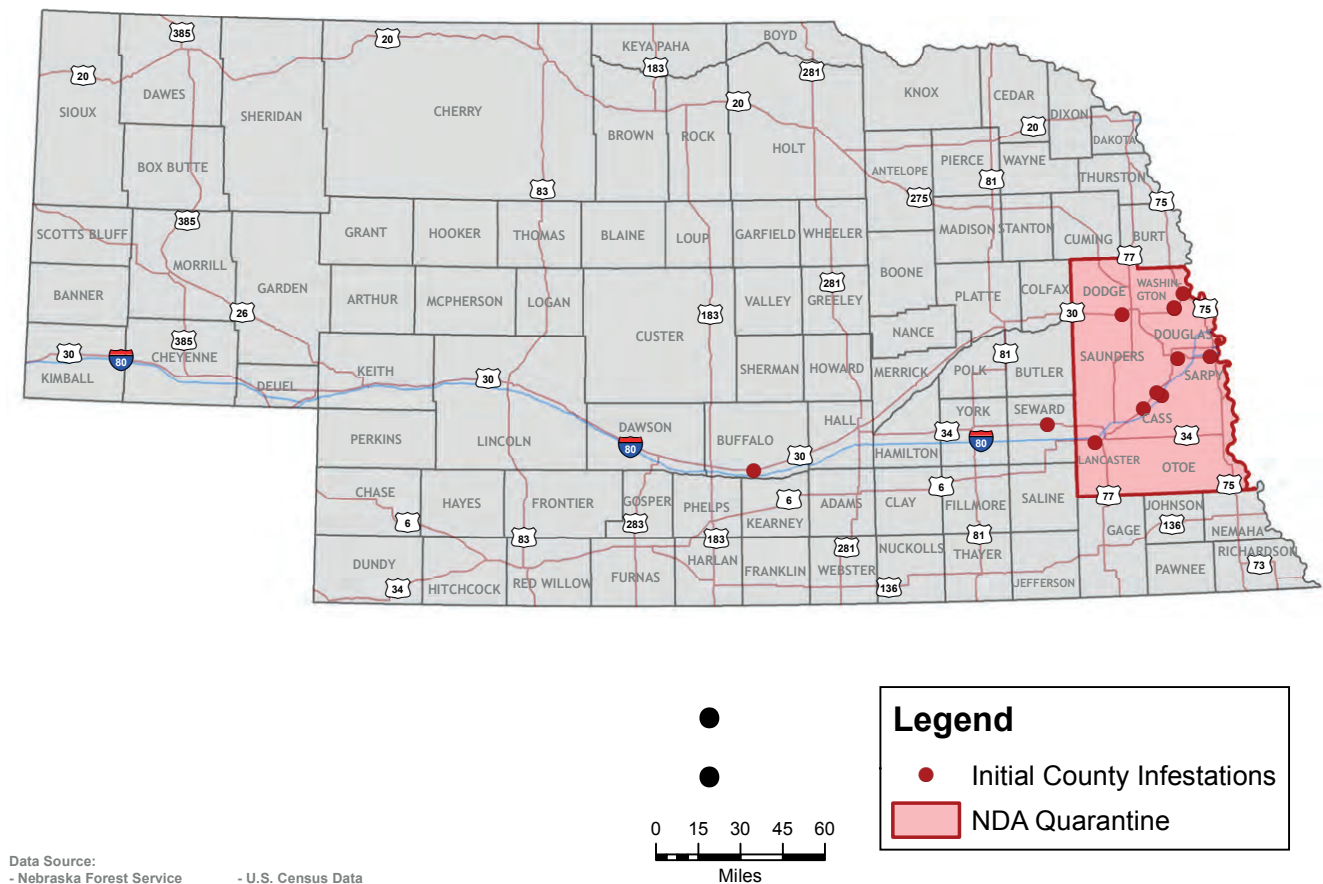 385
20
BOYD
KEYA PAHA
183
281
20
SIOUX
DAWES
SHERIDAN
CHERRY
BROWN
ROCK
20
HOLT
KNOX
CEDAR
DIXON
20
DAKOTA
BOX BUTTE
ANTELOPE
PIERCE
WAYNE
THURSTON
83
81
275
75
385
SCOTTS BLUFF
GRANT
HOOKER
THOMAS
BLAINE
LOUP
GARFIELD
WHEELER
MADISON
STANTON
CUMING
BURT
77
MORRILL
BOONE
GARDEN
BANNER
ARTHUR
MCPHERSON
LOGAN
VALLEY
281
GREELEY
PLATTE
COLFAX
DODGE
WASHIN-
GTON
26
183
30
75
CUSTER
NANCE
DOUGLAS
385
30
80
CHEYENNE
KIMBALL
DEUEL
KEITH
30
SHERMAN
HOWARD
MERRICK
81
POLK
BUTLER
SAUNDERS
SARPY
PERKINS
LINCOLN
DAWSON
80
BUFFALO
30
HALL
YORK
34
80
SEWARD
CASS
34
HAMILTON
LANCASTER
OTOE
CHASE
6
HAYES
FRONTIER
GOSPER
283
PHELPS
6
KEARNEY
ADAMS
CLAY
6
FILLMORE
SALINE
77
75
JOHNSON
136
NEMAHA
GAGE
83
183
HARLAN
281
NUCKOLLS
81
THAYER
RICHARDSON
73
DUNDY
34
HITCHCOCK
RED WILLOW
FURNAS
FRANKLIN
WEBSTER
136
JEFFERSON
PAWNEE
Legend
Initial County Infestations
NDA Quarantine
0 15 30 45 60
Miles
Data Source:
- Nebraska Forest Service - U.S. Census Data